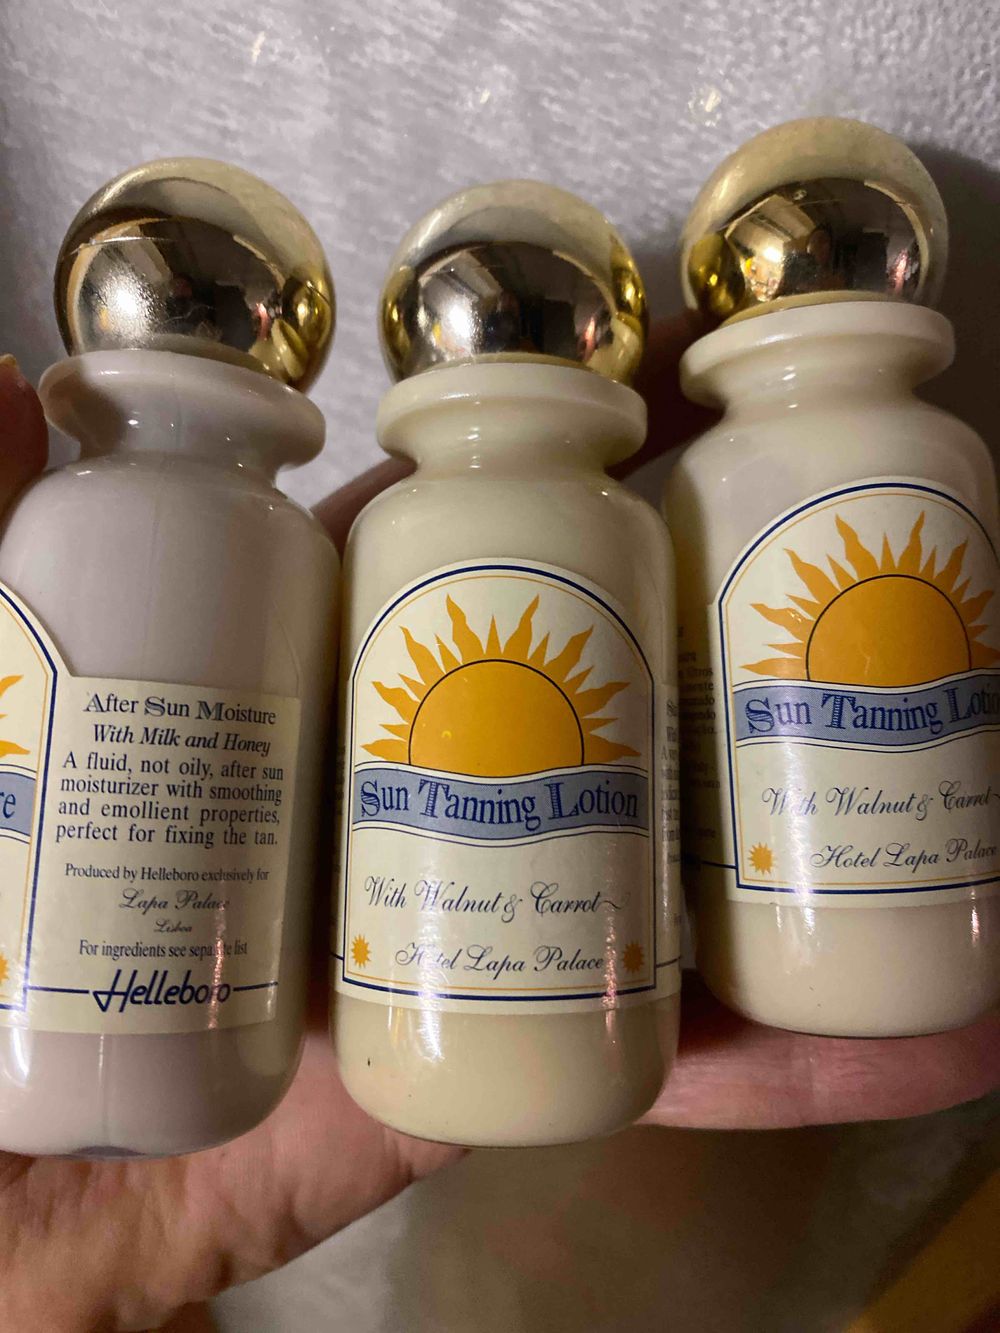 re
After Sun Moisture
With Milk and Honey
A fluid, not oily, after sun
moisturizer with smoothing
and emollient properties,
perfect for fixing the tan.
Produced by Helleboro exclusively for
Lapa Palace
Lisboa
For ingredients see separate list
Helleboro
Sun Tanning Lotion
With Walnut & Carrot
Hotel Lapa Palace
Sun Tanning Loti
With Walnut & Carrot
Hotel Lapa Palace